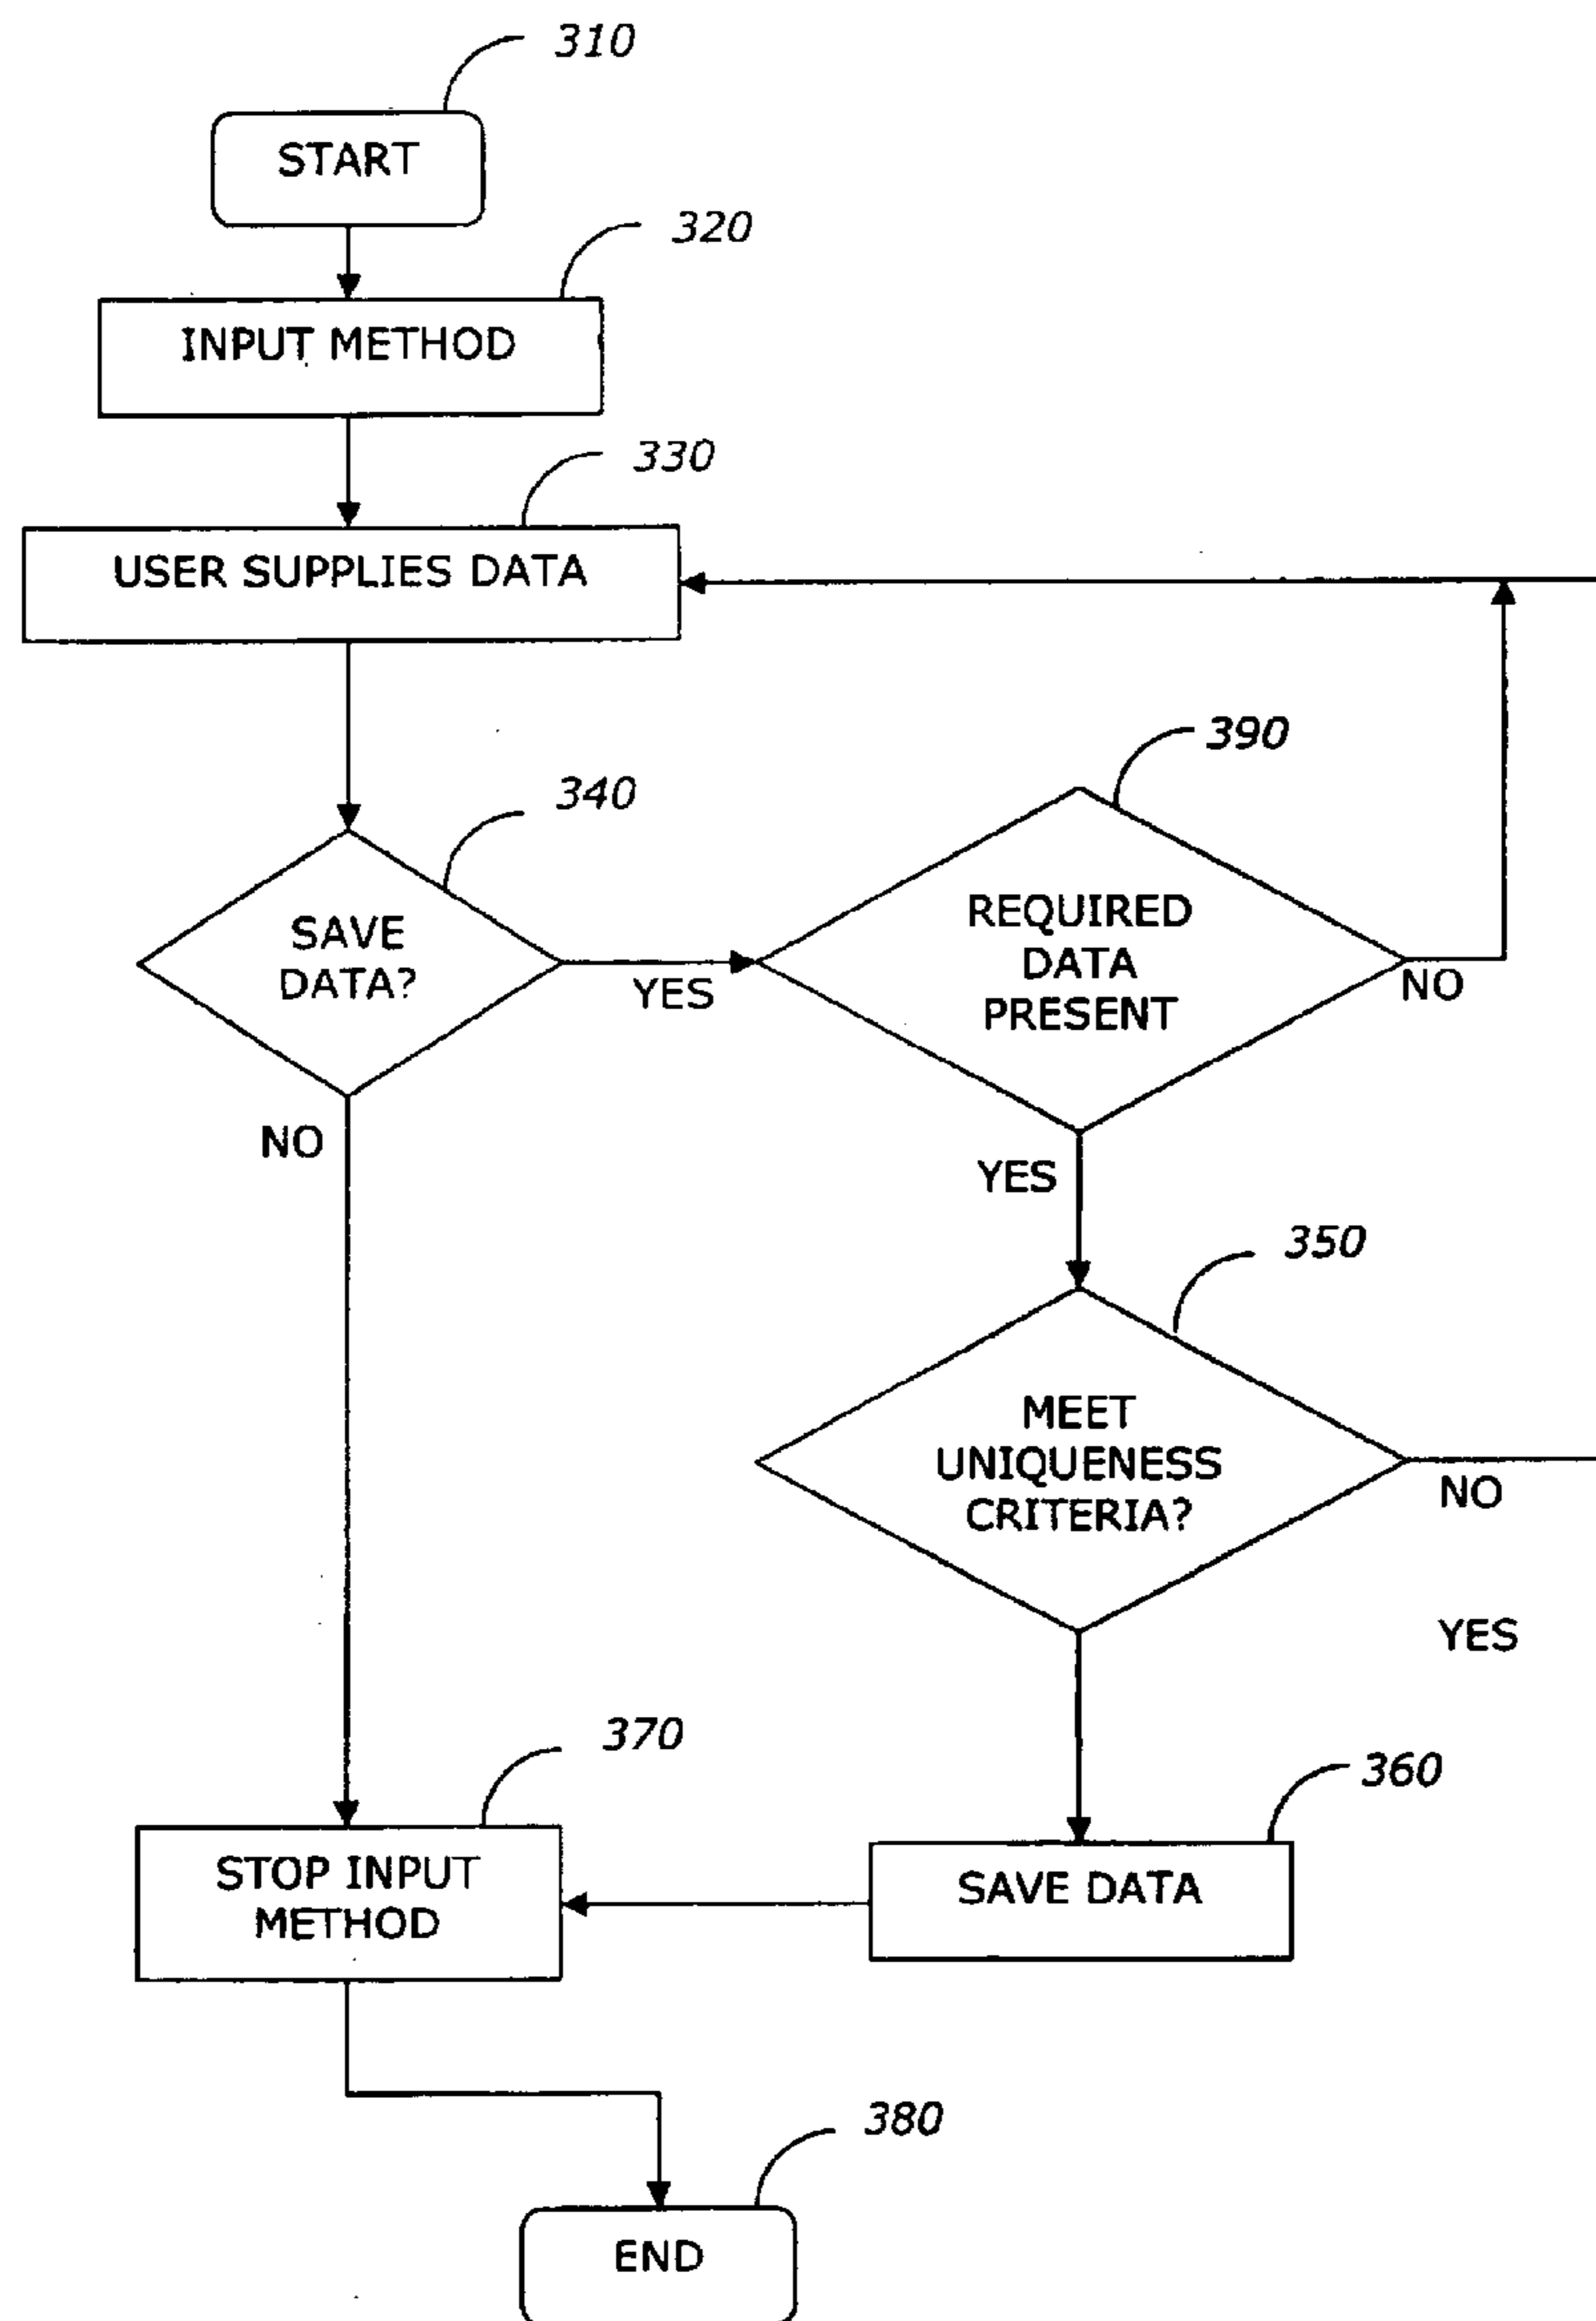 310
START
320
INPUT METHOD
330
USER SUPPLIES DATA
390
340
SAVE
DATA?
YES
REQUIRED
DATA
PRESENT
NO
NO
YES
350
MEET
UNIQUENESS
CRITERIA?
NO
YES
370
360
STOP INPUT
METHOD
SAVE DATA
380
END